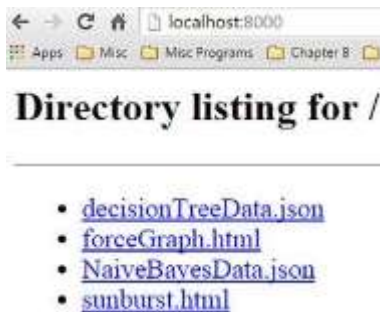 localhost:8000
Apps Misc Misc Programs Chapter 8
Directory listing for /
decisionTreeData.json
forceGraph.html
NaiveBayesData.json
sunburst.html